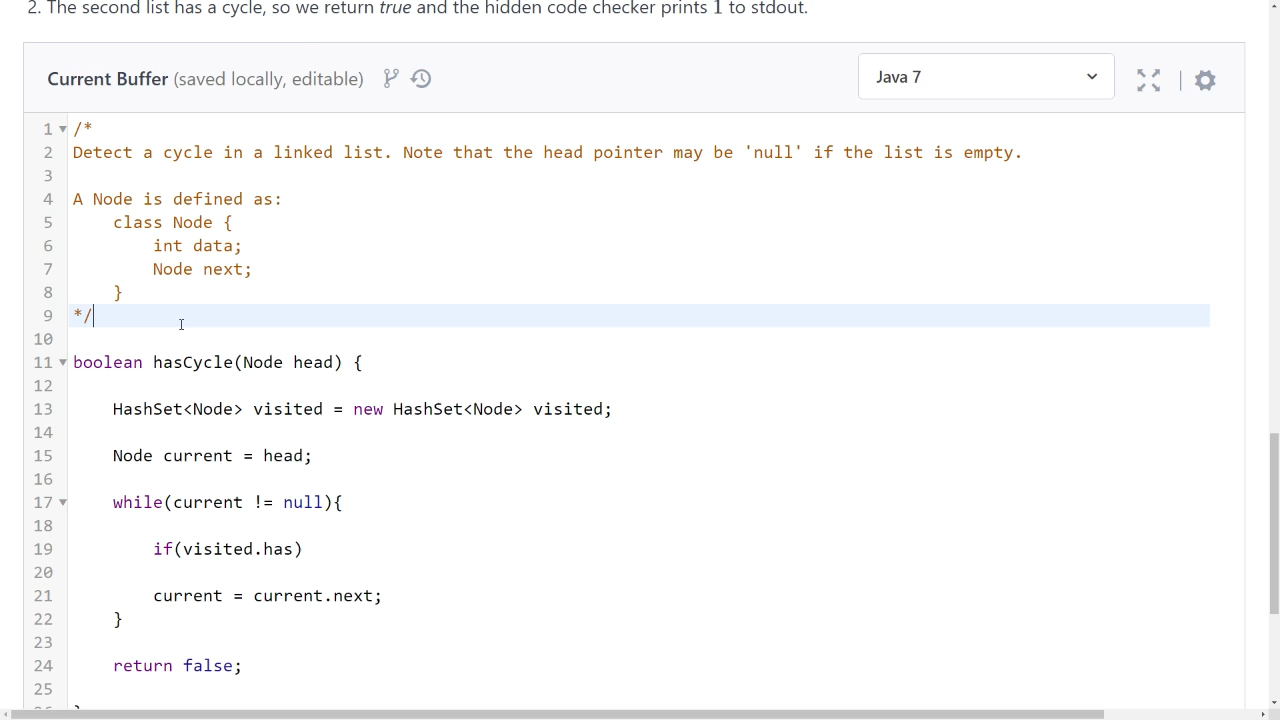 2. The second list has a cycle, so we return true and the hidden code checker prints 1 to stdout.
Current Buffer (saved locally, editable)
Java 7
1 /*
2 Detect a cycle in a linked list. Note that the head pointer may be 'null' if the list is empty.
3
4 A Node is defined as:
5     class Node {
6         int data;
7         Node next;
8     }
9 */
10
11 boolean hasCycle(Node head) {
12
13     HashSet<Node> visited = new HashSet<Node> visited;
14
15     Node current = head;
16
17     while(current != null){
18
19         if(visited.has)
20
21         current = current.next;
22     }
23
24     return false;
25